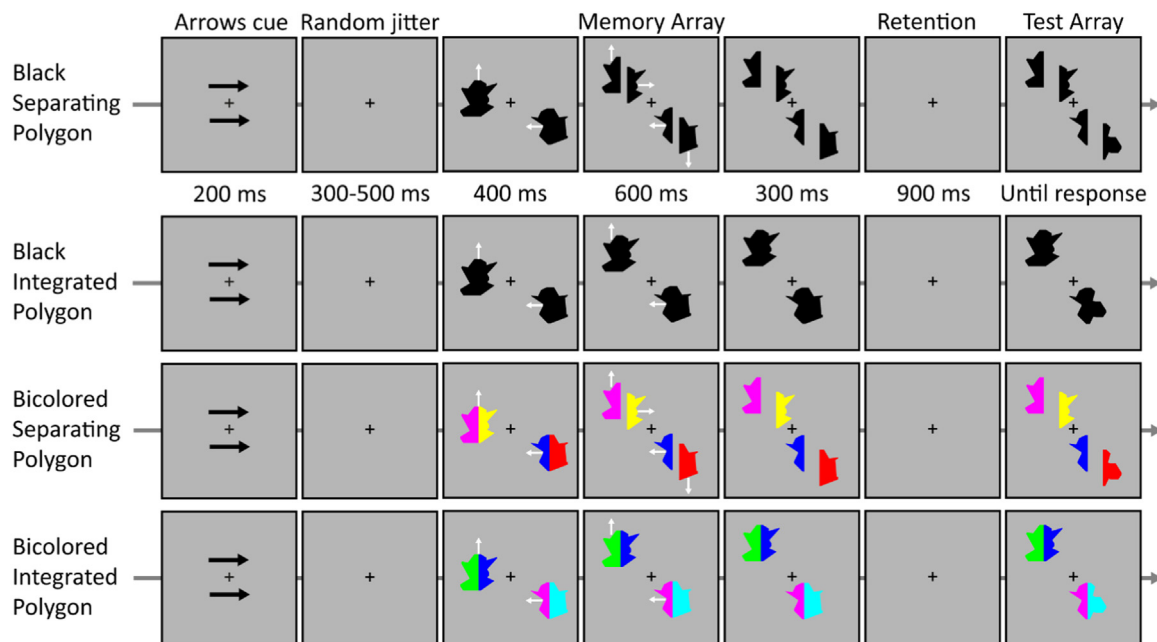 Arrows cue Random jitter Memory Array Retention Test Array
Black
Separating
Polygon
200 ms 300-500 ms 400 ms 600 ms 300 ms 900 ms Until response
Black
Integrated
Polygon
Bicolored
Separating
Polygon
Bicolored
Integrated
Polygon